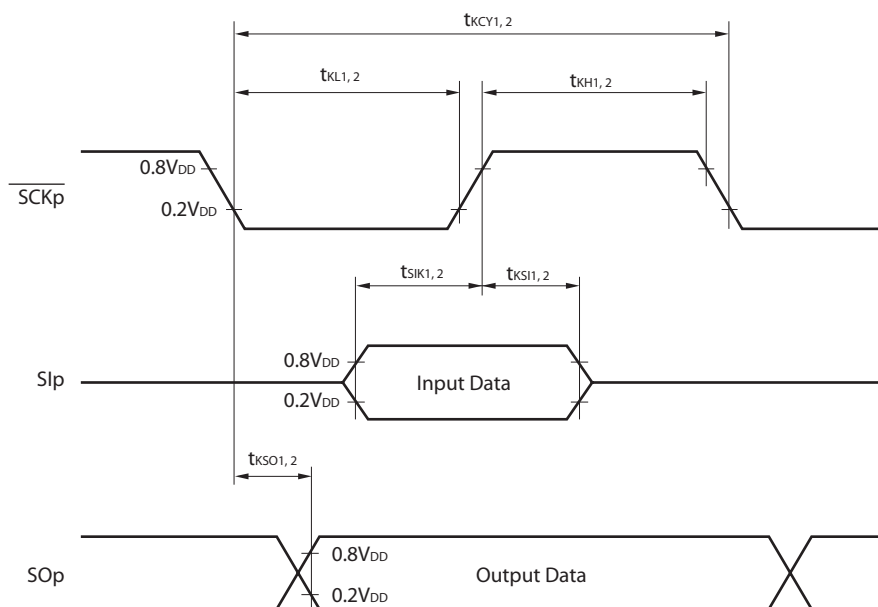 tKCY1, 2
tKL1, 2
tKH1, 2
0.8VDD
SCKp
0.2VDD
tSIK1, 2
tKSI1, 2
0.8VDD
SIp
Input Data
0.2VDD
tKSO1, 2
0.8VDD
SOp
Output Data
0.2VDD